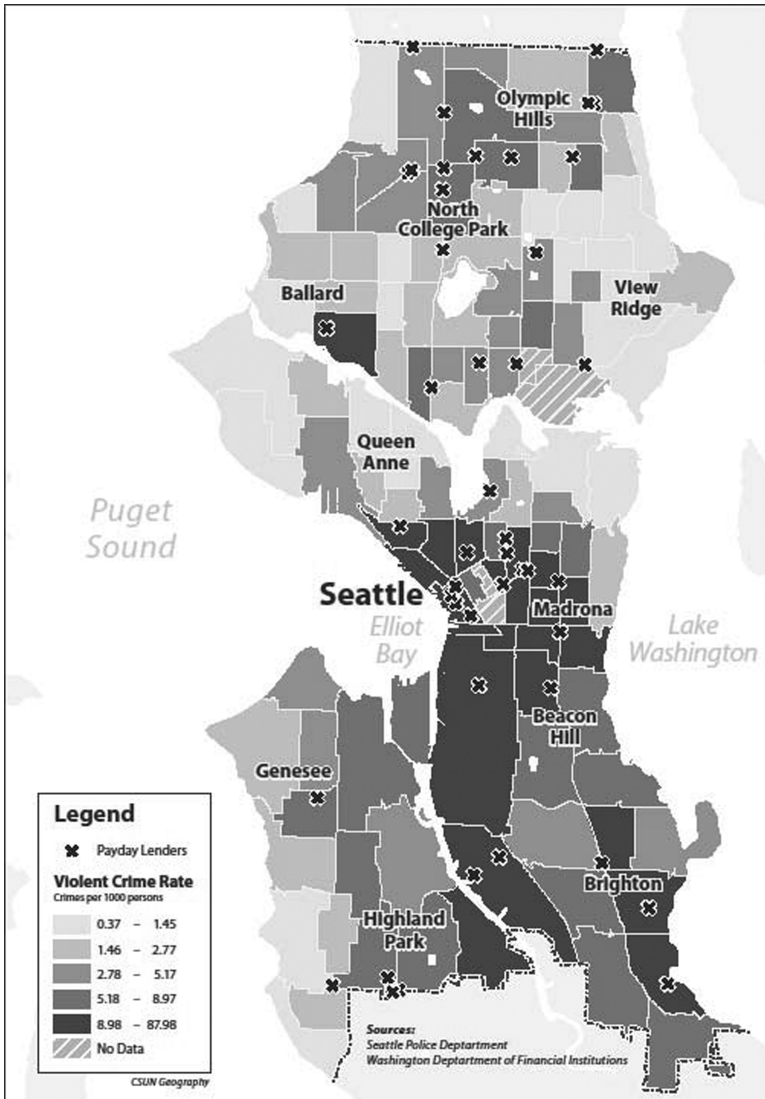 Olympic
Hills
North
College Park
Ballard
View
Ridge
Queen
Anne
Puget
Sound
Seattle
Elliot
Bay
Madrona
Lake
Washington
Beacon
Hill
Genesee
Brighton
Highland
Park
Legend
Payday Lenders
Violent Crime Rate
Crimes per 1000 persons
0.37 – 1.45
1.46 – 2.77
2.78 – 5.17
5.18 – 8.97
8.98 – 87.98
No Data
CSUN Geography
Sources:
Seattle Police Deptartment
Washington Deptartment of Financial Institutions